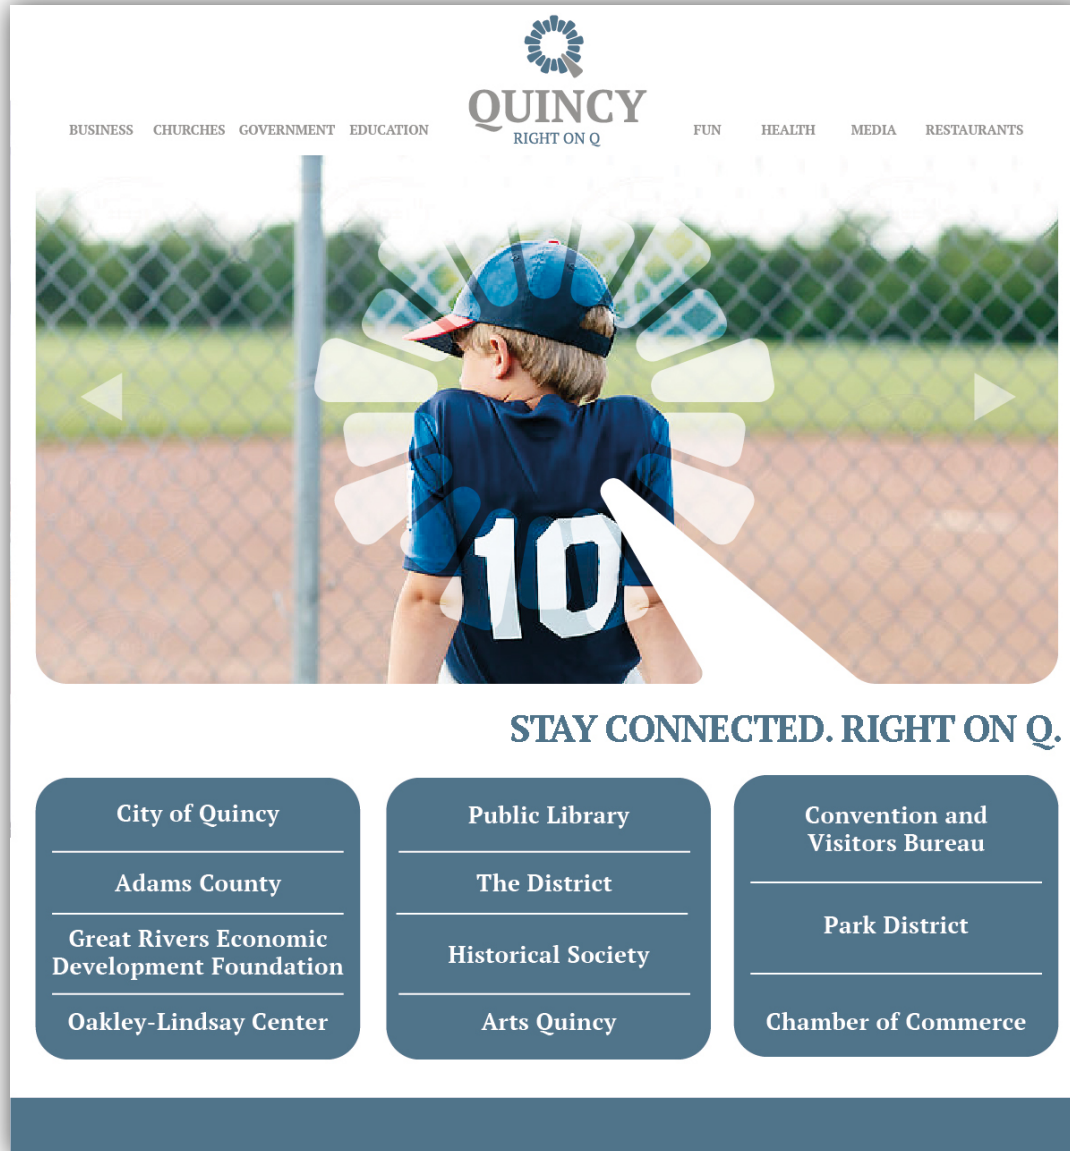 QUINCY
RIGHT ON Q
BUSINESS CHURCHES GOVERNMENT EDUCATION FUN HEALTH MEDIA RESTAURANTS
10
STAY CONNECTED. RIGHT ON Q.
City of Quincy
Adams County
Great Rivers Economic
Development Foundation
Oakley-Lindsay Center
Public Library
The District
Historical Society
Arts Quincy
Convention and
Visitors Bureau
Park District
Chamber of Commerce